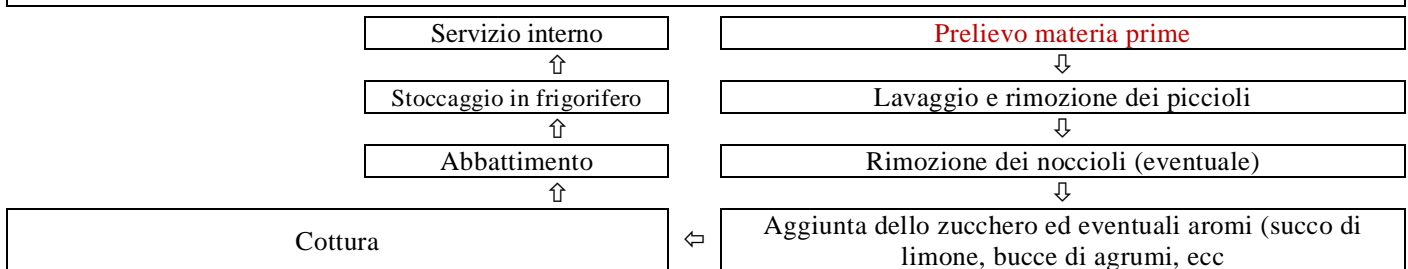 Servizio interno
Prelievo materia prime
⇧
⇩
Stoccaggio in frigorifero
Lavaggio e rimozione dei piccioli
⇧
⇩
Abbattimento
Rimozione dei noccioli (eventuale)
⇧
⇩
Cottura
⇦
Aggiunta dello zucchero ed eventuali aromi (succo di
limone, bucce di agrumi, ecc